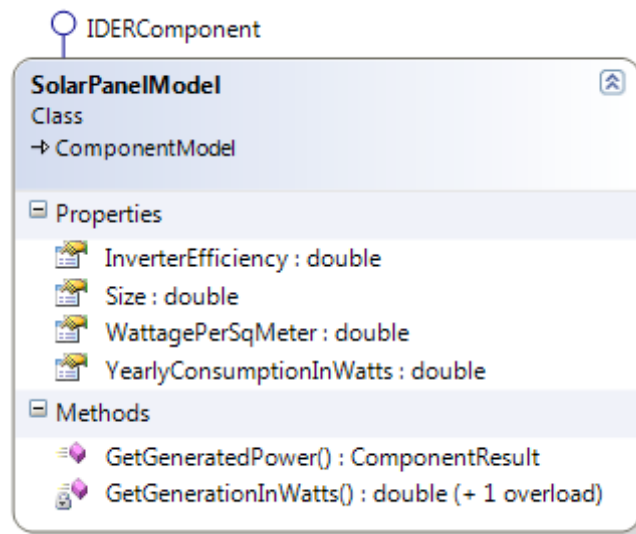 IDERComponent
SolarPanelModel
Class
→ ComponentModel
Properties
InverterEfficiency : double
Size : double
WattagePerSqMeter : double
YearlyConsumptionInWatts : double
Methods
GetGeneratedPower() : ComponentResult
GetGenerationInWatts() : double (+ 1 overload)